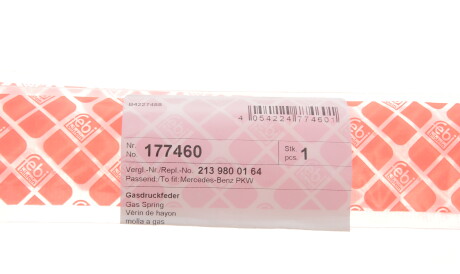 04227488
4 054224 774601
Nr.
No. 177460
Stk.
pcs. 1
Vergl.-Nr./Repl.-No. 213 980 01 64
Passend./To fit: Mercedes-Benz PKW
Gasdruckfeder
Gas Spring
Vérin de hayon
molla a gas
febi